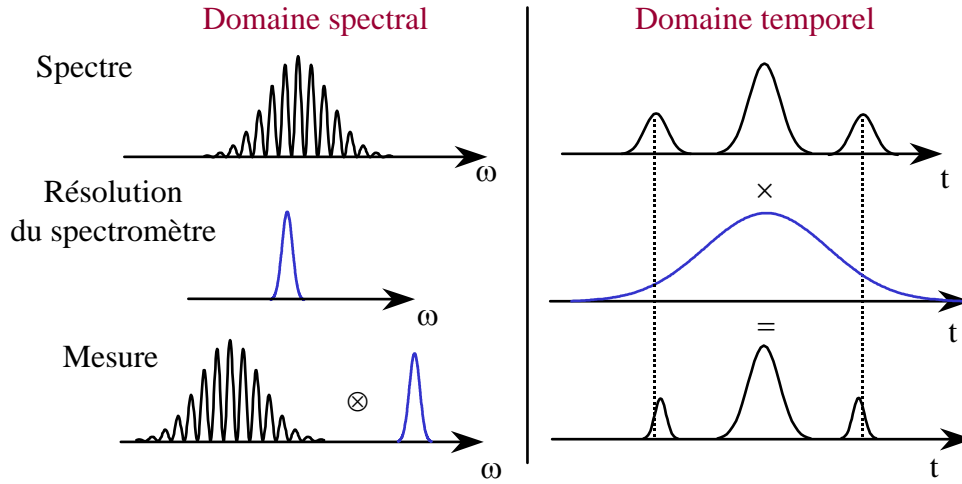 Domaine spectral
Domaine temporel
Spectre
ω
t
Résolution
du spectromètre
×
ω
t
Mesure
=
⊗
ω
t